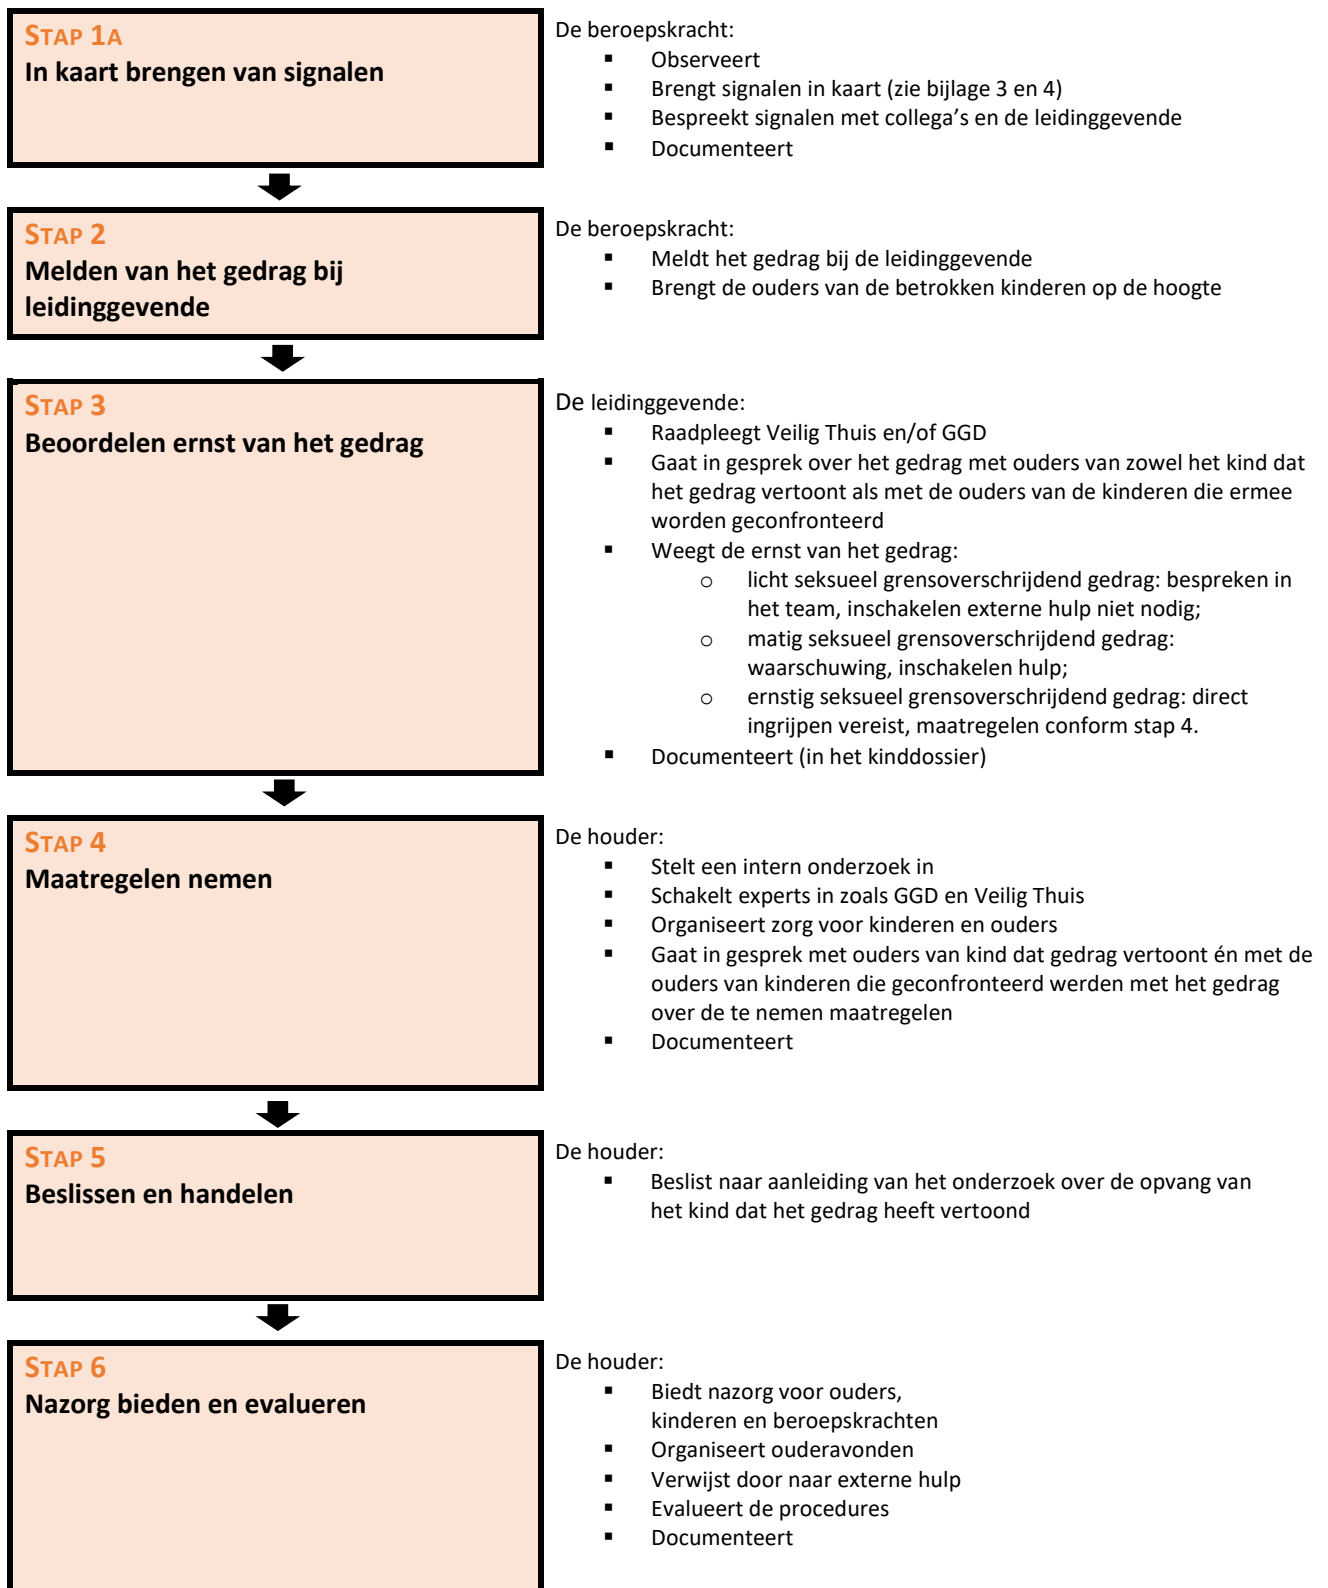 STAP 1A
In kaart brengen van signalen
De beroepskracht:
▪ Observeert
▪ Brengt signalen in kaart (zie bijlage 3 en 4)
▪ Bespreekt signalen met collega's en de leidinggevende
▪ Documenteert
STAP 2
Melden van het gedrag bij
leidinggevende
De beroepskracht:
▪ Meldt het gedrag bij de leidinggevende
▪ Brengt de ouders van de betrokken kinderen op de hoogte
STAP 3
Beoordelen ernst van het gedrag
De leidinggevende:
▪ Raadpleegt Veilig Thuis en/of GGD
▪ Gaat in gesprek over het gedrag met ouders van zowel het kind dat
het gedrag vertoont als met de ouders van de kinderen die ermee
worden geconfronteerd
▪ Weegt de ernst van het gedrag:
o licht seksueel grensoverschrijdend gedrag: bespreken in
het team, inschakelen externe hulp niet nodig;
o matig seksueel grensoverschrijdend gedrag:
waarschuwing, inschakelen hulp;
o ernstig seksueel grensoverschrijdend gedrag: direct
ingrijpen vereist, maatregelen conform stap 4.
▪ Documenteert (in het kinddossier)
STAP 4
Maatregelen nemen
De houder:
▪ Stelt een intern onderzoek in
▪ Schakelt experts in zoals GGD en Veilig Thuis
▪ Organiseert zorg voor kinderen en ouders
▪ Gaat in gesprek met ouders van kind dat gedrag vertoont én met de
ouders van kinderen die geconfronteerd werden met het gedrag
over de te nemen maatregelen
▪ Documenteert
STAP 5
Beslissen en handelen
De houder:
▪ Beslist naar aanleiding van het onderzoek over de opvang van
het kind dat het gedrag heeft vertoond
STAP 6
Nazorg bieden en evalueren
De houder:
▪ Biedt nazorg voor ouders,
kinderen en beroepskrachten
▪ Organiseert ouderavonden
▪ Verwijst door naar externe hulp
▪ Evalueert de procedures
▪ Documenteert